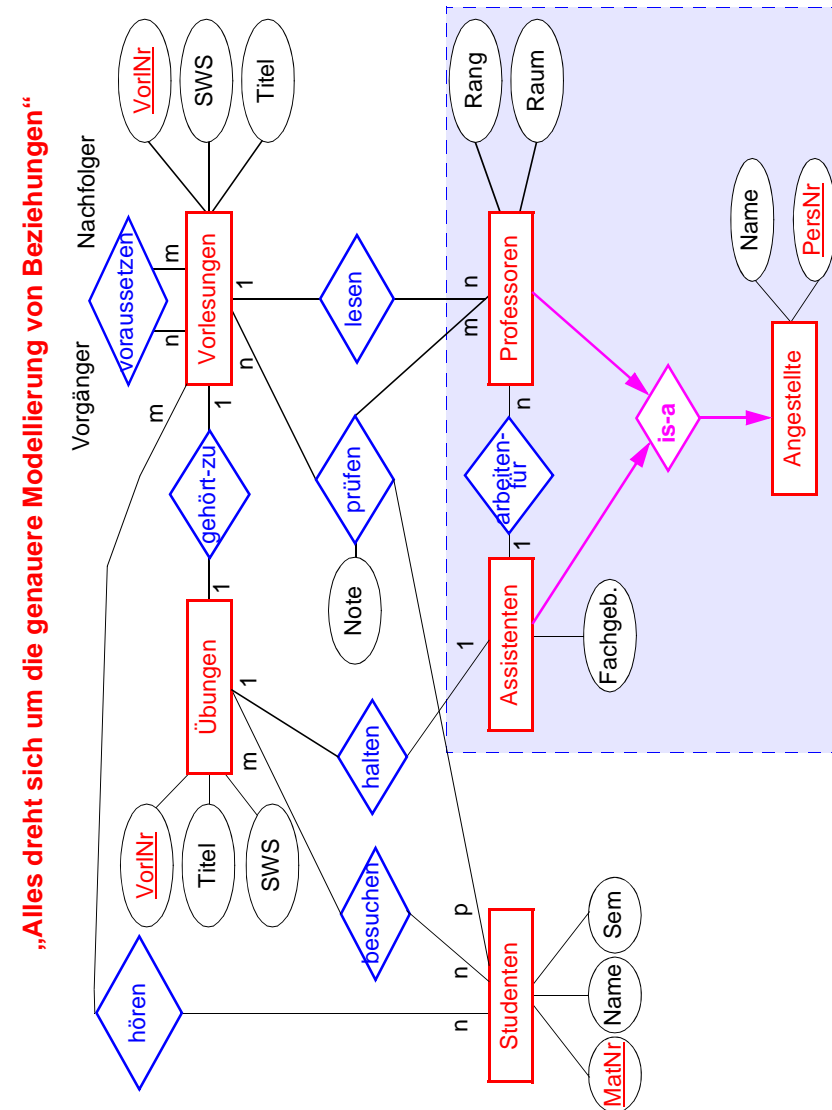 „Alles dreht sich um die genauere Modellierung von Beziehungen“
Vorgänger
Nachfolger
hören
voraussetzen
VorlNr
m
n
m
VorlNr
Titel
Übungen
1
gehört-zu
1
Vorlesungen
SWS
SWS
m
1
n
1
Titel
besuchen
halten
Note
prüfen
lesen
n
n
p
1
m
n
Rang
Studenten
Assistenten
1
arbeiten-
für
n
Professoren
Raum
MatNr
Name
Sem
Fachgeb.
is-a
Name
Angestellte
PersNr